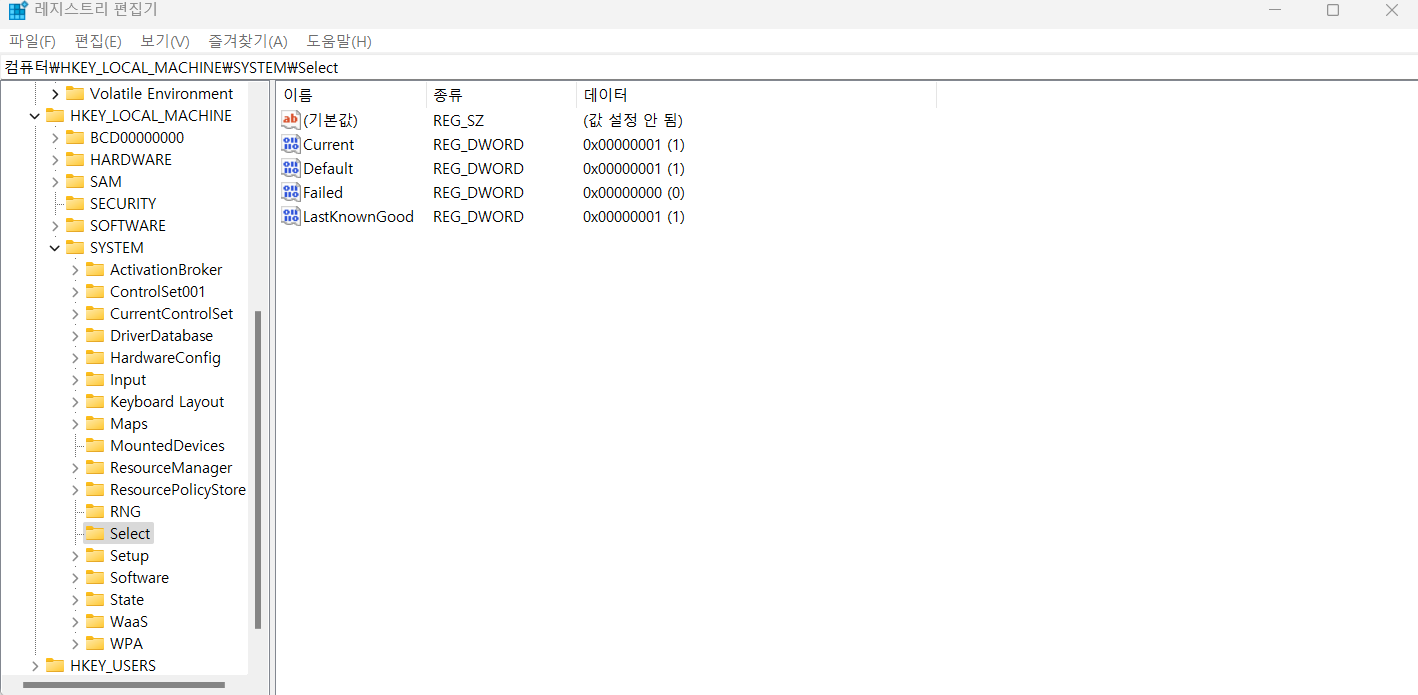 레지스트리 편집기
파일(F) 편집(E) 보기(V) 즐겨찾기(A) 도움말(H)
컴퓨터₩HKEY_LOCAL_MACHINE₩SYSTEM₩Select
Volatile Environment
HKEY_LOCAL_MACHINE
BCD00000000
HARDWARE
SAM
SECURITY
SOFTWARE
SYSTEM
ActivationBroker
ControlSet001
CurrentControlSet
DriverDatabase
HardwareConfig
Input
Keyboard Layout
Maps
MountedDevices
ResourceManager
ResourcePolicyStore
RNG
Select
Setup
Software
State
WaaS
WPA
HKEY_USERS
이름 종류 데이터
(기본값) REG_SZ (값 설정 안 됨)
Current REG_DWORD 0x00000001 (1)
Default REG_DWORD 0x00000001 (1)
Failed REG_DWORD 0x00000000 (0)
LastKnownGood REG_DWORD 0x00000001 (1)